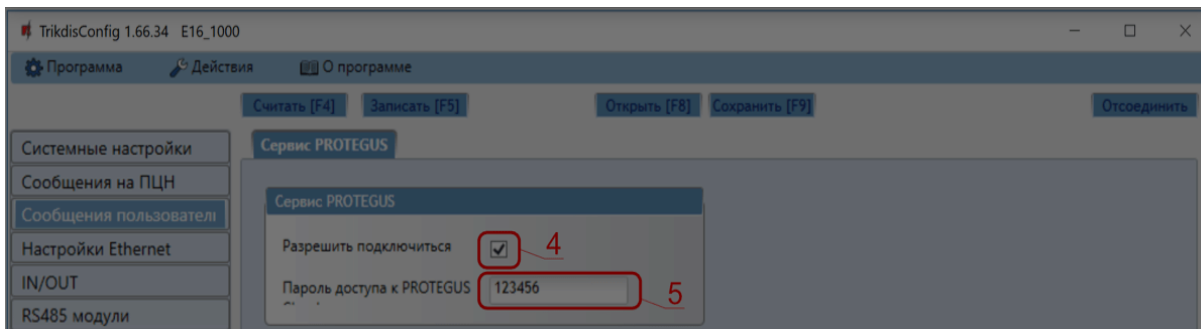 TrikdisConfig 1.66.34 E16_1000
Программа Действия О программе
Считать [F4] Записать [F5] Открыть [F8] Сохранить [F9] Отсоединить
Системные настройки
Сообщения на ПЦН
Сообщения пользовател
Настройки Ethernet
IN/OUT
RS485 модули
Сервис PROTEGUS
Сервис PROTEGUS
Разрешить подключиться 4
Пароль доступа к PROTEGUS 123456 5